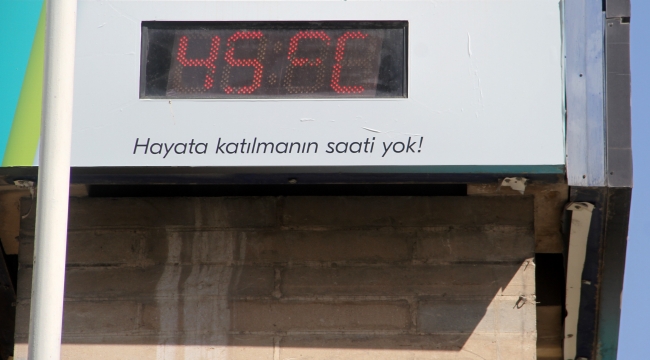 45 °C
Hayata katılmanın saati yok!